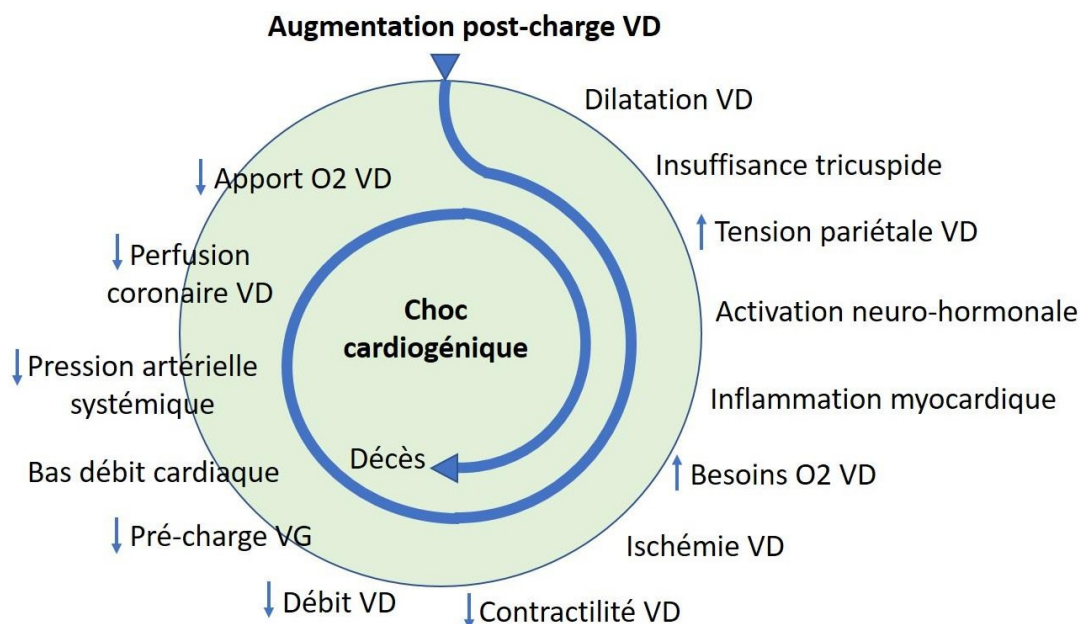 Augmentation post-charge VD
Dilatation VD
Insuffisance tricuspide
↑ Tension pariétale VD
Activation neuro-hormonale
Inflammation myocardique
↑ Besoins O2 VD
Ischémie VD
↓ Contractilité VD
↓ Débit VD
↓ Pré-charge VG
Bas débit cardiaque
↓ Pression artérielle
systémique
↓ Perfusion
coronaire VD
↓ Apport O2 VD
Choc
cardiogénique
Décès